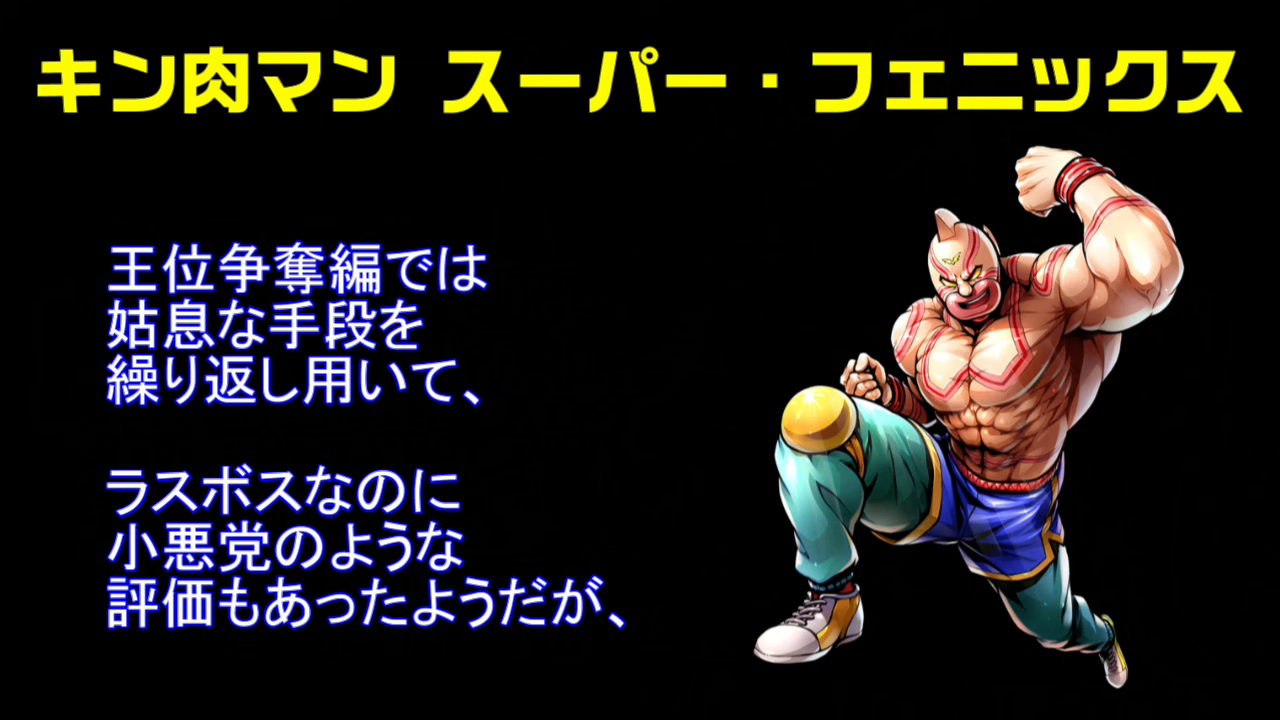 キン肉マン スーパー・フェニックス
王位争奪編では
姑息な手段を
繰り返し用いて、
ラスボスなのに
小悪党のような
評価もあったようだが、